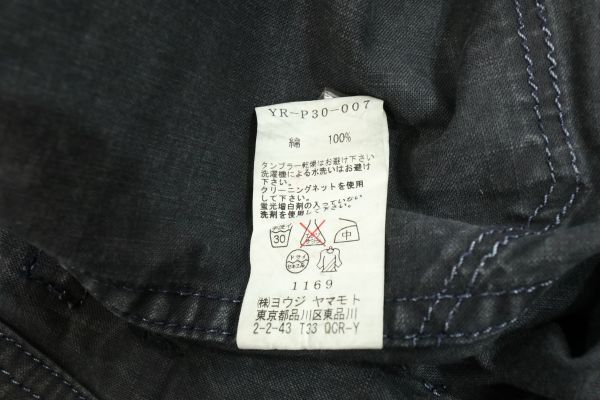 YR-P30-007
綿 100%
タンブラー乾燥はお避け下さい
洗濯機による水洗いはお避け
下さい。
クリーニングネットを使用
して下さい。
蛍光増白剤の入っていない
洗剤を使用して下さい。
30 中
ドライ
1169
(株)ヨウジ ヤマモト
東京都品川区東品川
2-2-43 T33 QCR-Y